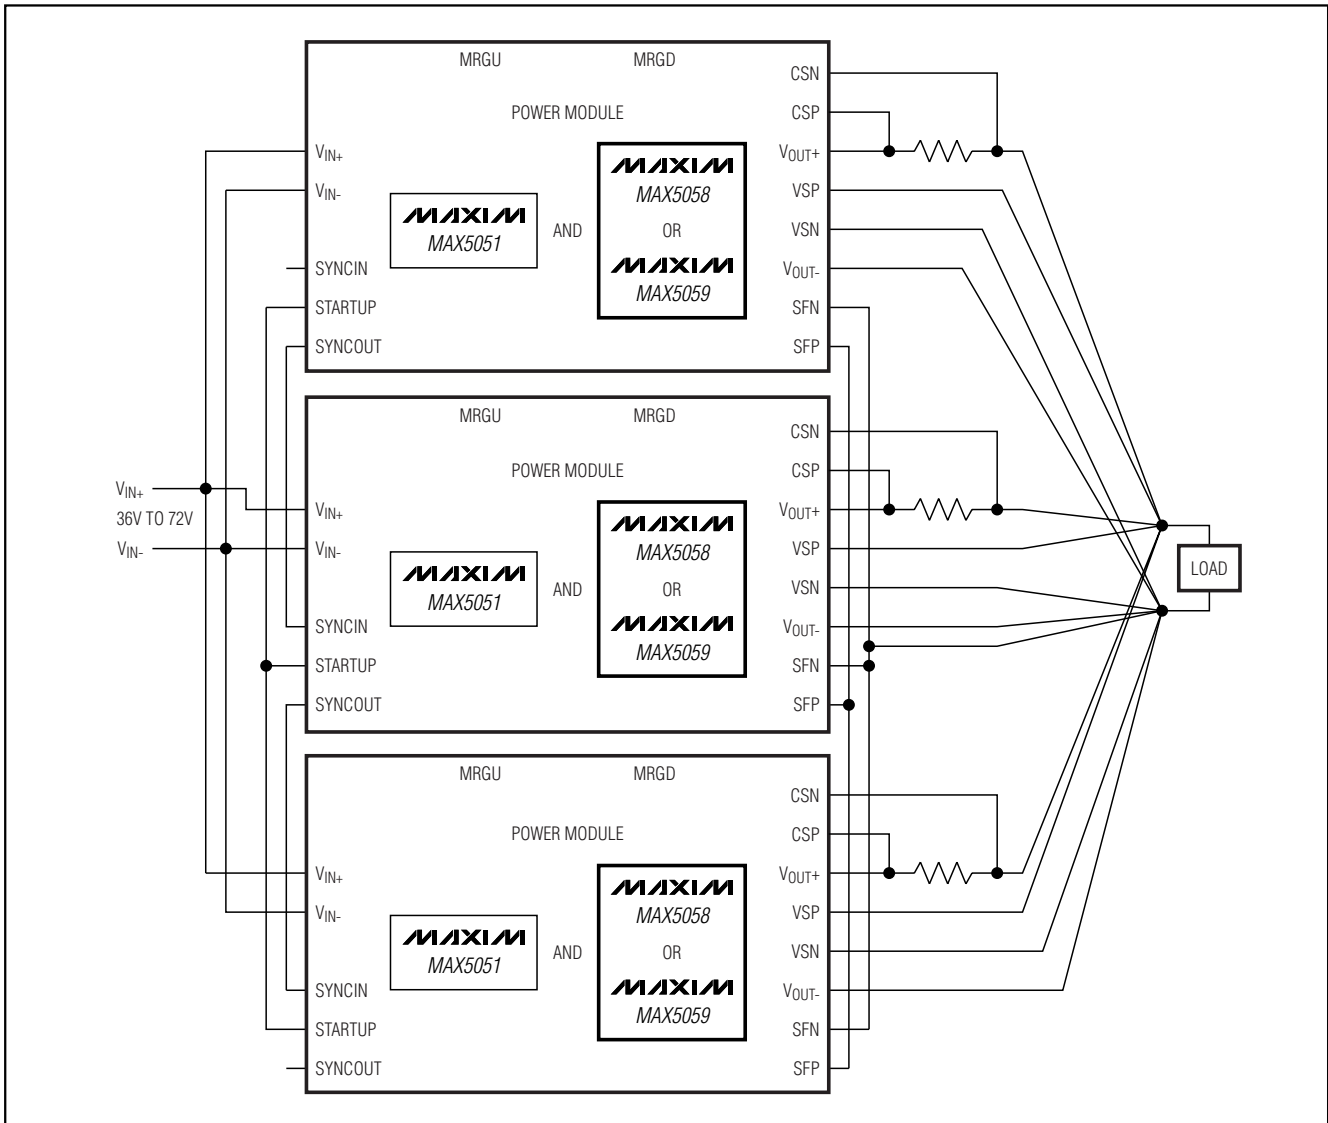 MRGU MRGD
CSN
CSP
POWER MODULE
VIN+
VOUT+
VIN-
VSP
MAXIM
MAX5051
AND
MAXIM
MAX5058
OR
MAXIM
MAX5059
VSN
SYNCIN
VOUT-
STARTUP
SFN
SYNCOUT
SFP
VIN+
36V TO 72V
VIN-
MRGU MRGD
CSN
CSP
POWER MODULE
VIN+
VOUT+
VIN-
VSP
MAXIM
MAX5051
AND
MAXIM
MAX5058
OR
MAXIM
MAX5059
VSN
SYNCIN
VOUT-
STARTUP
SFN
SYNCOUT
SFP
LOAD
MRGU MRGD
CSN
CSP
POWER MODULE
VIN+
VOUT+
VIN-
VSP
MAXIM
MAX5051
AND
MAXIM
MAX5058
OR
MAXIM
MAX5059
VSN
SYNCIN
VOUT-
STARTUP
SFN
SYNCOUT
SFP